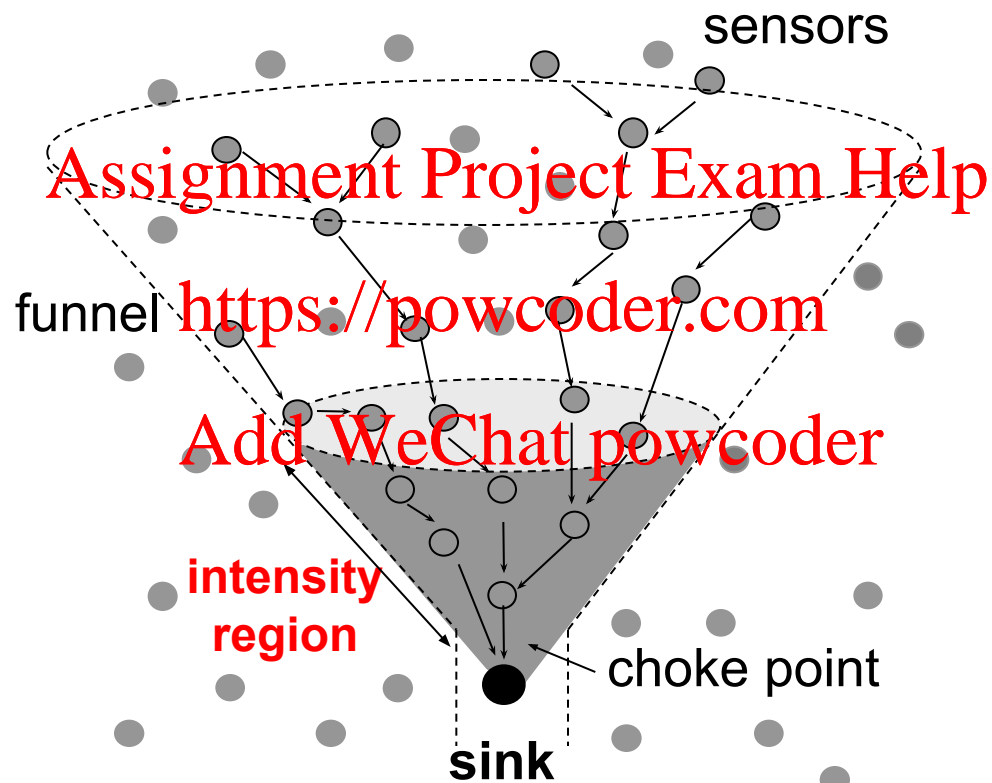 sensors
Assignment Project Exam Help
funnel
https://powcoder.com
Add WeChat powcoder
intensity
region
choke point
sink